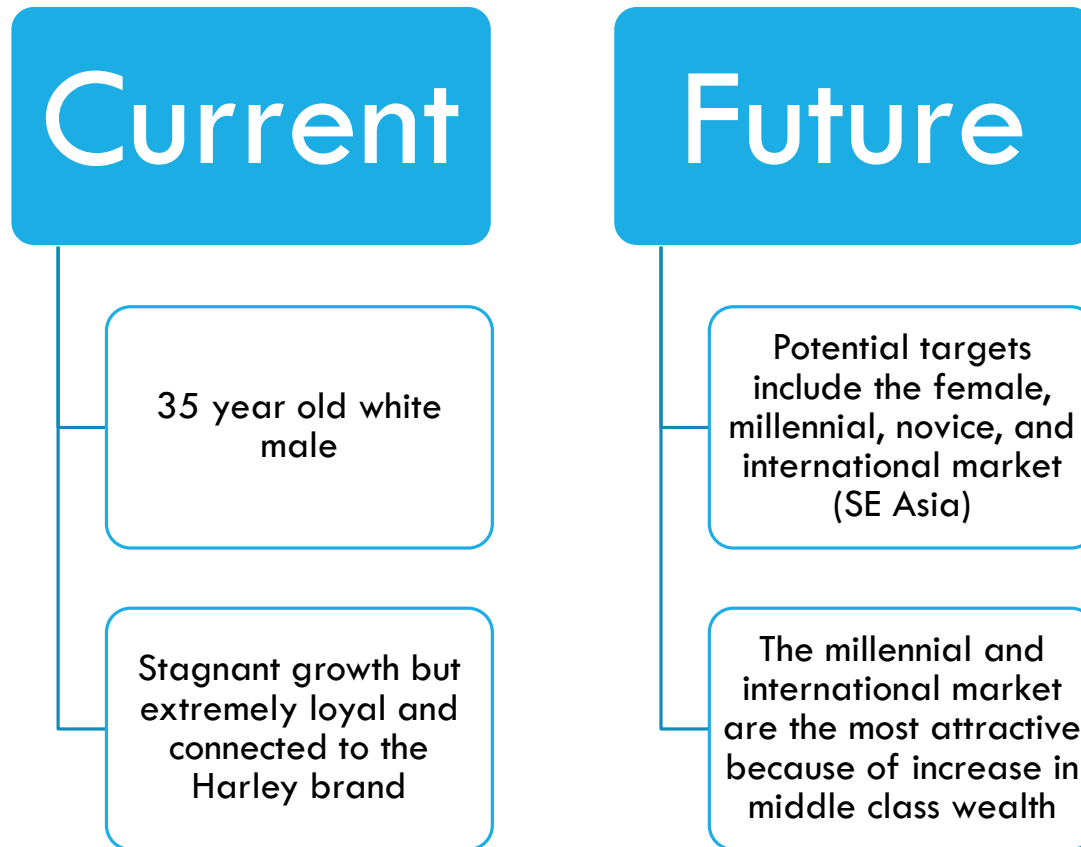 Current
35 year old white
male
Stagnant growth but
extremely loyal and
connected to the
Harley brand
Future
Potential targets
include the female,
millennial, novice, and
international market
(SE Asia)
The millennial and
international market
are the most attractive
because of increase in
middle class wealth